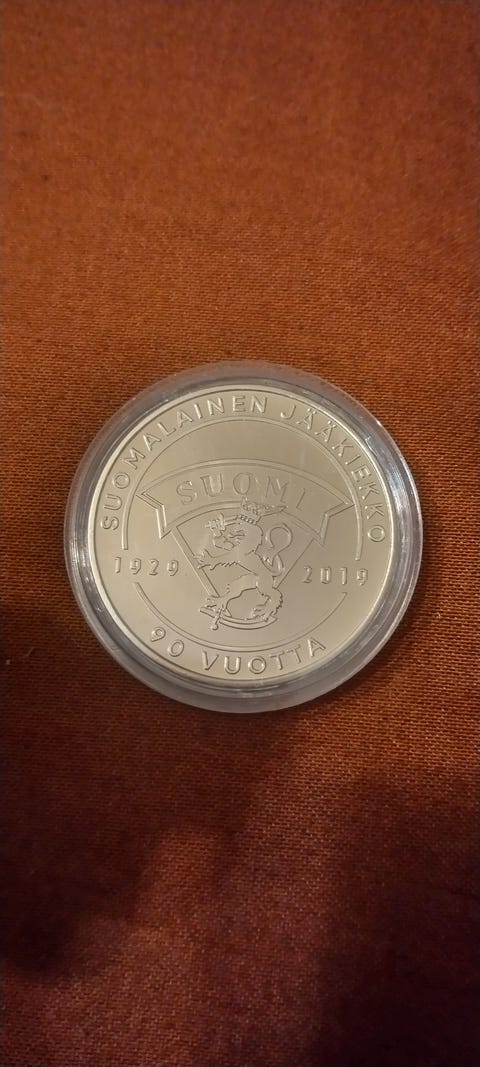 SUOMALAINEN JÄÄKIEKKO
SUOMI
1929 2019
90 VUOTTA